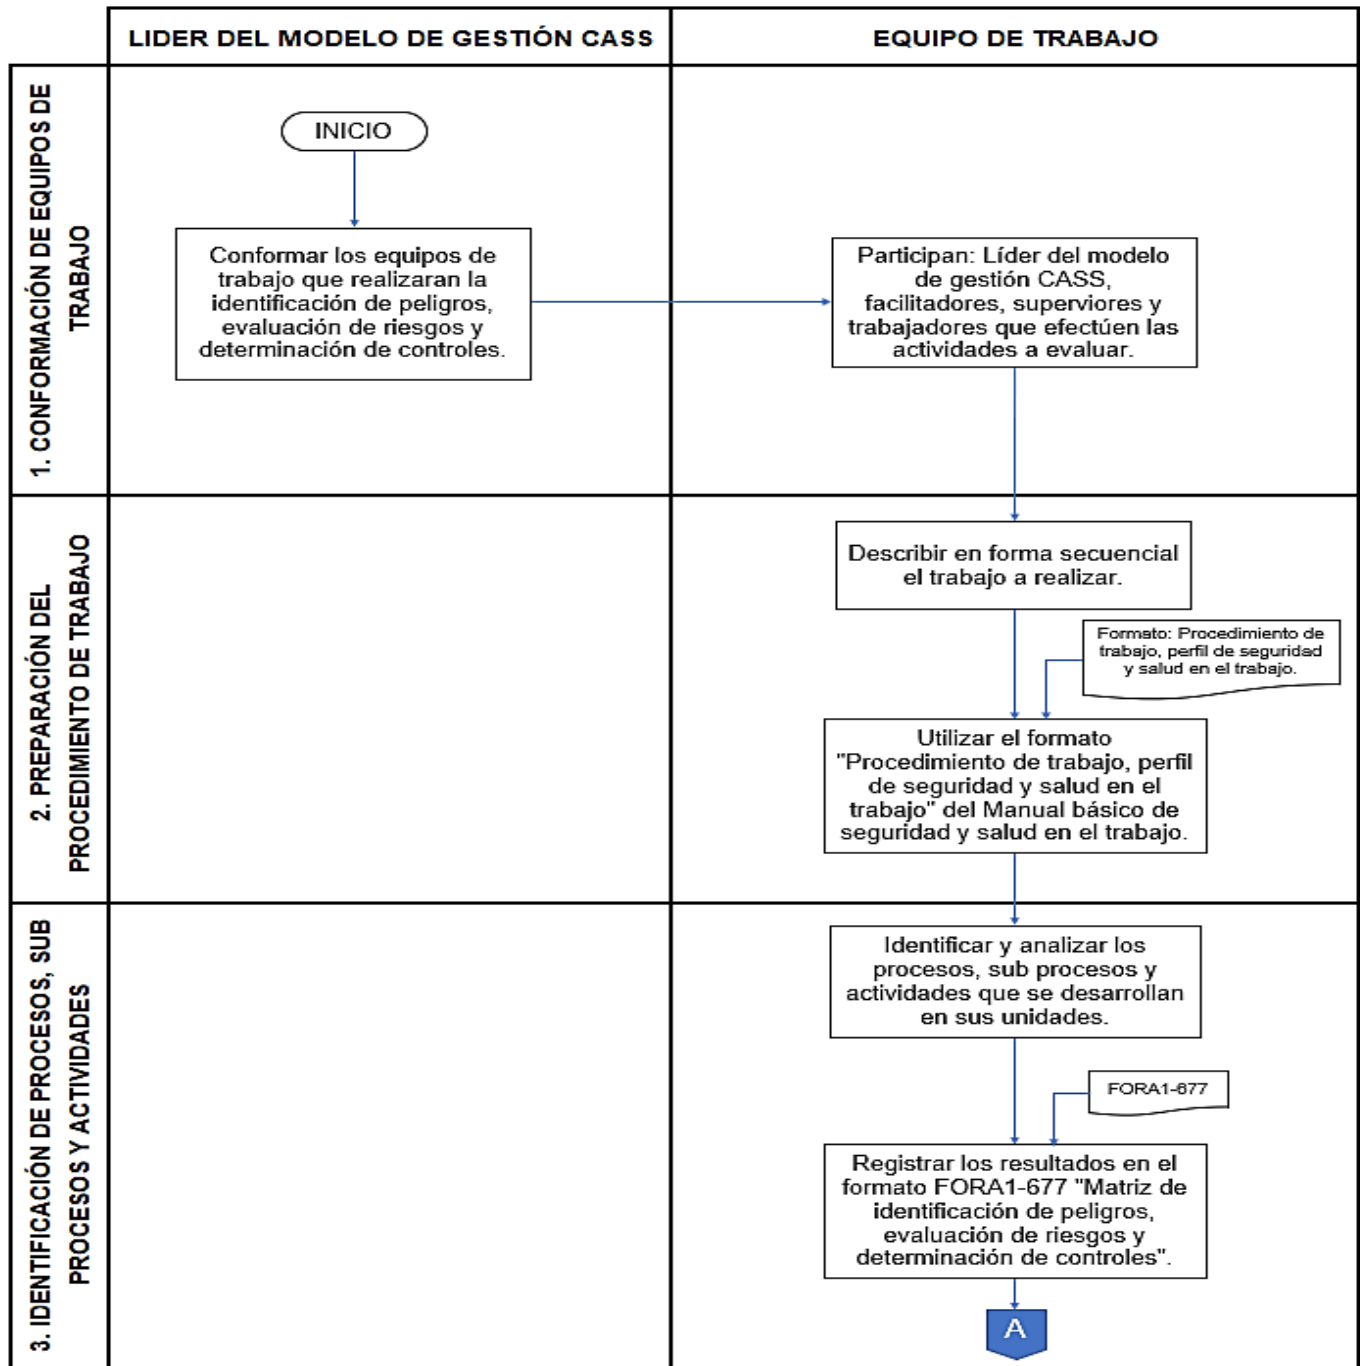 LIDER DEL MODELO DE GESTIÓN CASS
EQUIPO DE TRABAJO
1. CONFORMACIÓN DE EQUIPOS DE
TRABAJO
INICIO
Conformar los equipos de
trabajo que realizaran la
identificación de peligros,
evaluación de riesgos y
determinación de controles.
Participan: Líder del modelo
de gestión CASS,
facilitadores, superviores y
trabajadores que efectúen las
actividades a evaluar.
2. PREPARACIÓN DEL
PROCEDIMIENTO DE TRABAJO
Describir en forma secuencial
el trabajo a realizar.
Formato: Procedimiento de
trabajo, perfil de seguridad
y salud en el trabajo.
Utilizar el formato
"Procedimiento de trabajo, perfil
de seguridad y salud en el
trabajo" del Manual básico de
seguridad y salud en el trabajo.
3. IDENTIFICACIÓN DE PROCESOS, SUB
PROCESOS Y ACTIVIDADES
Identificar y analizar los
procesos, sub procesos y
actividades que se desarrollan
en sus unidades.
FORA1-677
Registrar los resultados en el
formato FORA1-677 "Matriz de
identificación de peligros,
evaluación de riesgos y
determinación de controles".
A